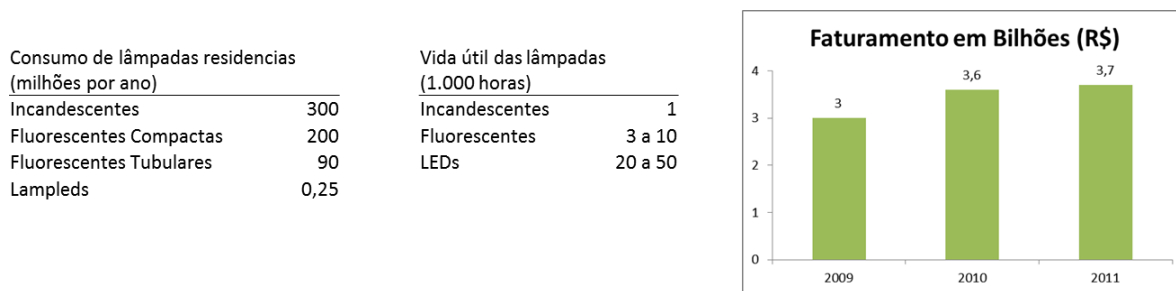 Consumo de lâmpadas residencias
(milhões por ano)
Incandescentes 300
Fluorescentes Compactas 200
Fluorescentes Tubulares 90
Lampleds 0,25
Vida útil das lâmpadas
(1.000 horas)
Incandescentes 1
Fluorescentes 3 a 10
LEDs 20 a 50
Faturamento em Bilhões (R$)
4
3
2
1
0
3
3,6
3,7
2009 2010 2011